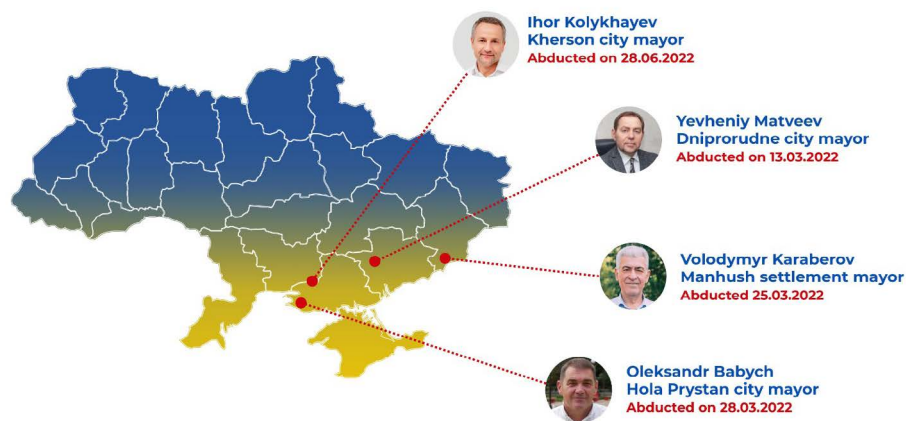 Ihor Kolykhayev
Kherson city mayor
Abducted on 28.06.2022
Yevheniy Matveev
Dniprorudne city mayor
Abducted on 13.03.2022
Volodymyr Karaberov
Manhush settlement mayor
Abducted 25.03.2022
Oleksandr Babych
Hola Prystan city mayor
Abducted on 28.03.2022